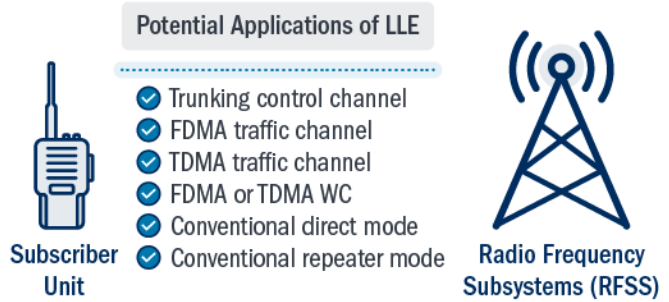 Potential Applications of LLE
Trunking control channel
FDMA traffic channel
TDMA traffic channel
FDMA or TDMA WC
Conventional direct mode
Conventional repeater mode
Subscriber
Unit
Radio Frequency
Subsystems (RFSS)